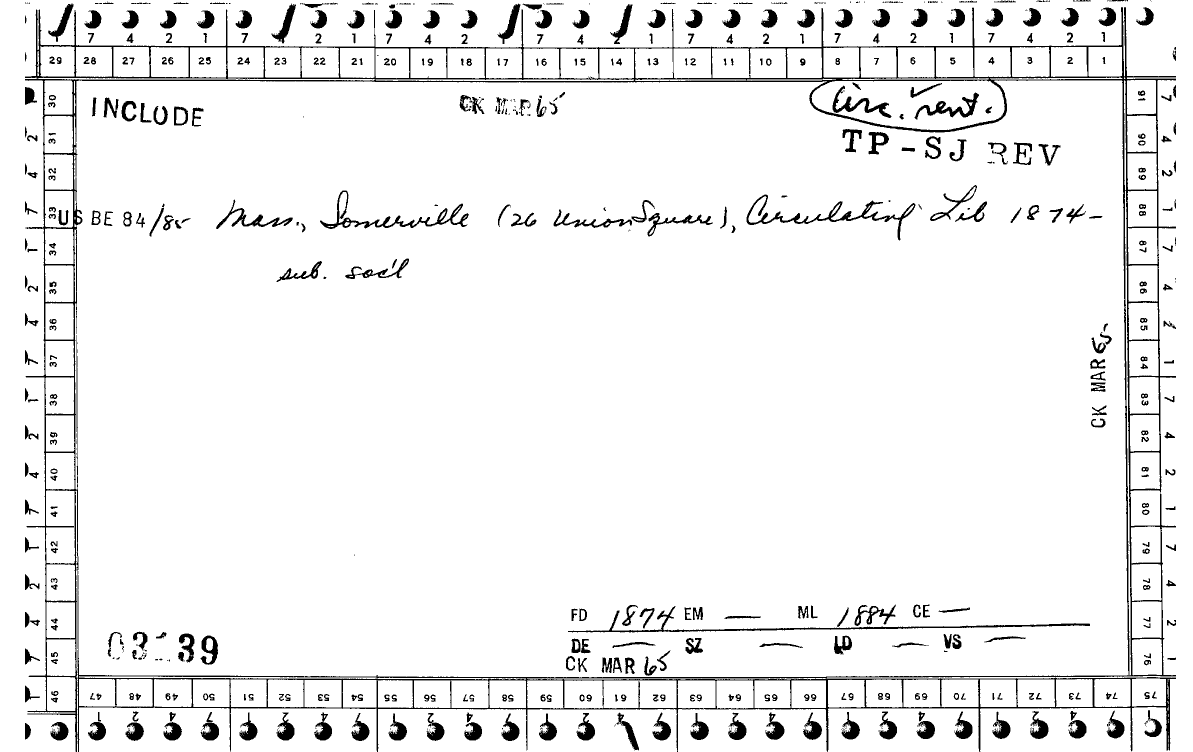 7 4 2 1 7 4 2 1 7 4 2 1 7 4 2 1 7 4 2 1 7 4 2 1 7 4 2 1
29 28 27 26 25 24 23 22 21 20 19 18 17 16 15 14 13 12 11 10 9 8 7 6 5 4 3 2 1
INCLUDE CK MAR 65 Circ. rent.
TP-SJ REV
US BE 84/85 Mass., Somerville (26 Union Square), Circulating Lib 1874-
sub. soc'l
CK MAR 65
FD 1874 EM — ML 1884 CE —
DE — SZ — LD — VS —
CK MAR 65
39
30 31 32 33 34 35 36 37 38 39 40 41 42 43 44 45 46
47 48 49 50 51 52 53 54 55 56 57 58 59 60 61 62 63 64 65 66 67 68 69 70 71 72 73 74 75
91 90 89 88 87 86 85 84 83 82 81 80 79 78 77 76